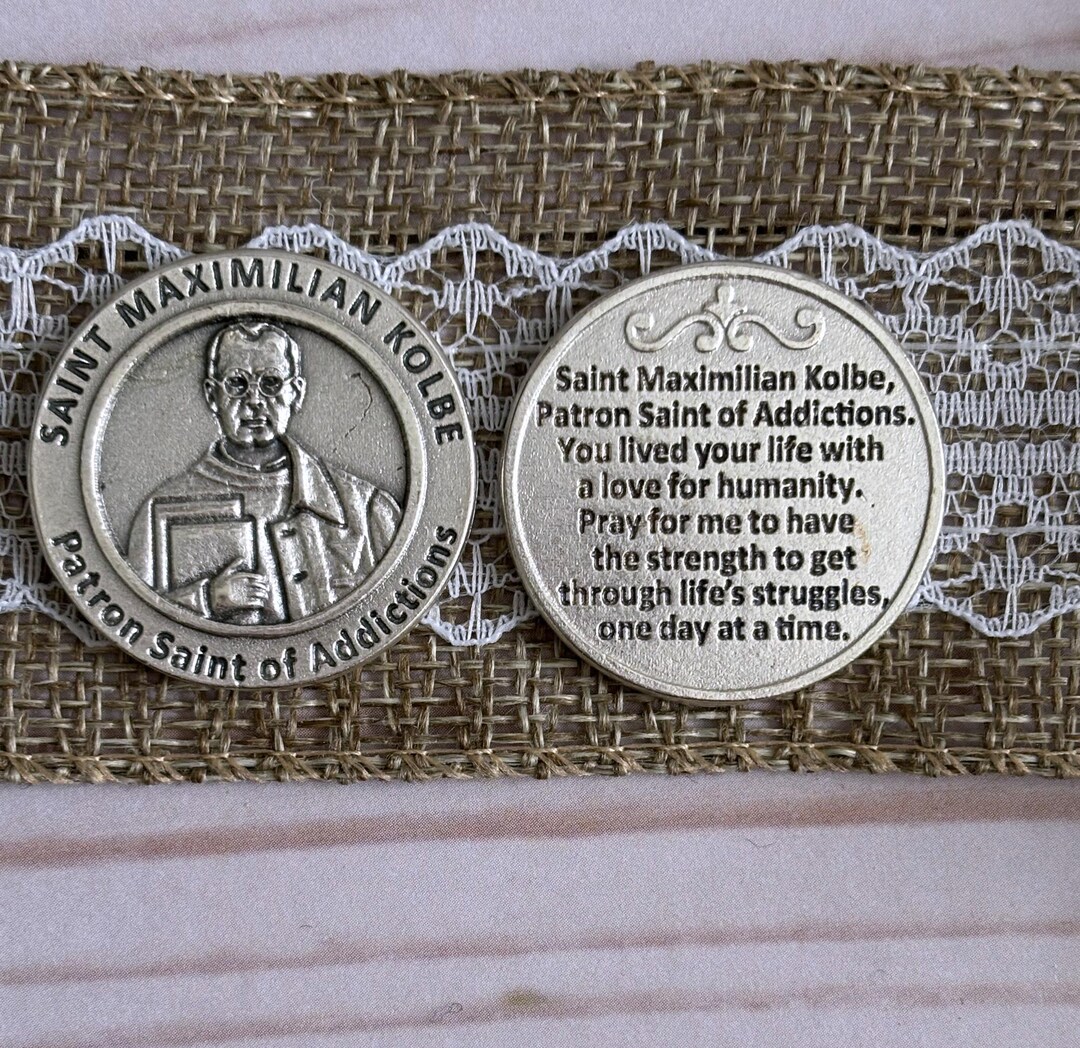 SAINT MAXIMILIAN KOLBE
Patron Saint of Addictions
Saint Maximilian Kolbe,
Patron Saint of Addictions.
You lived your life with
a love for humanity.
Pray for me to have
the strength to get
through life's struggles,
one day at a time.